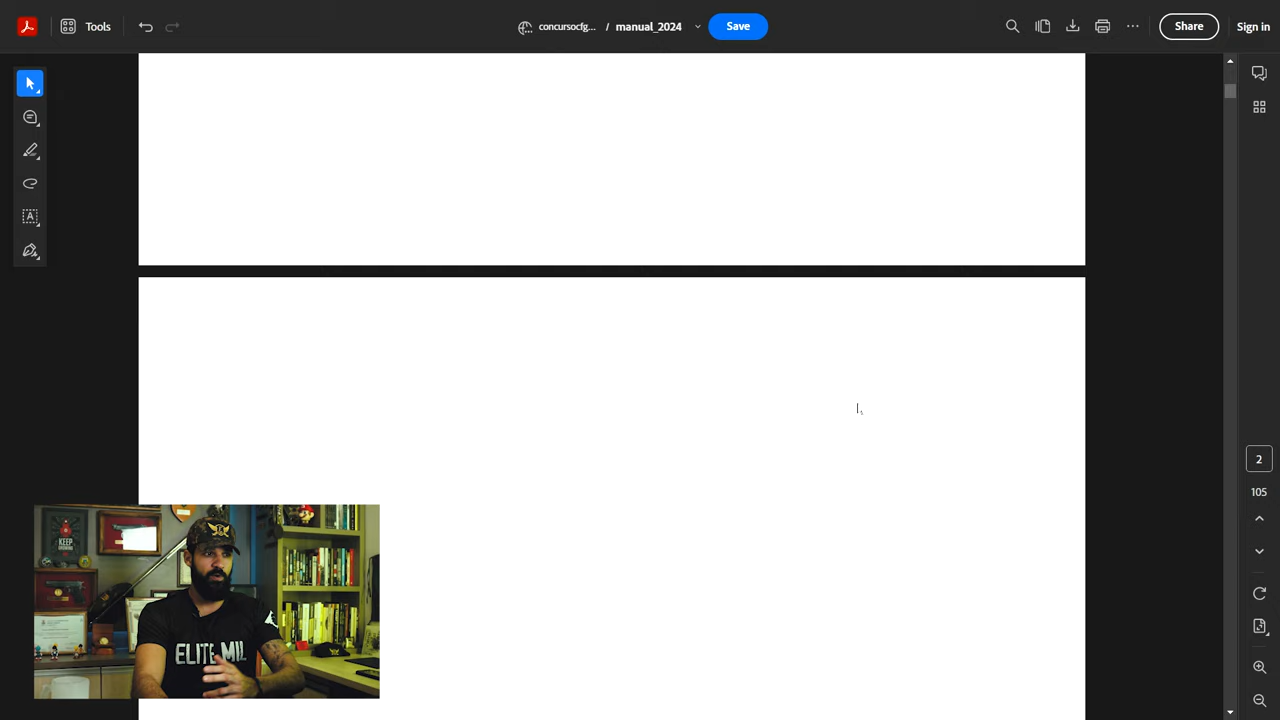 Tools
concursocfg... / manual_2024
Save
Share
Sign in
2
105
KEEP
ELITE MIL